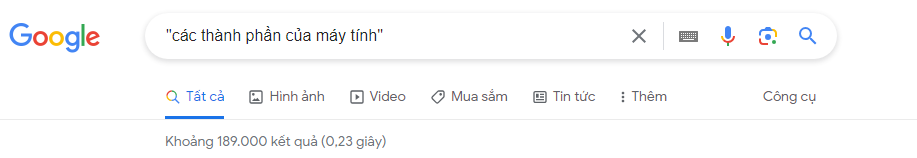 Google "các thành phần của máy tính"
Tất cả Hình ảnh Video Mua sắm Tin tức Thêm Công cụ
Khoảng 189.000 kết quả (0,23 giây)